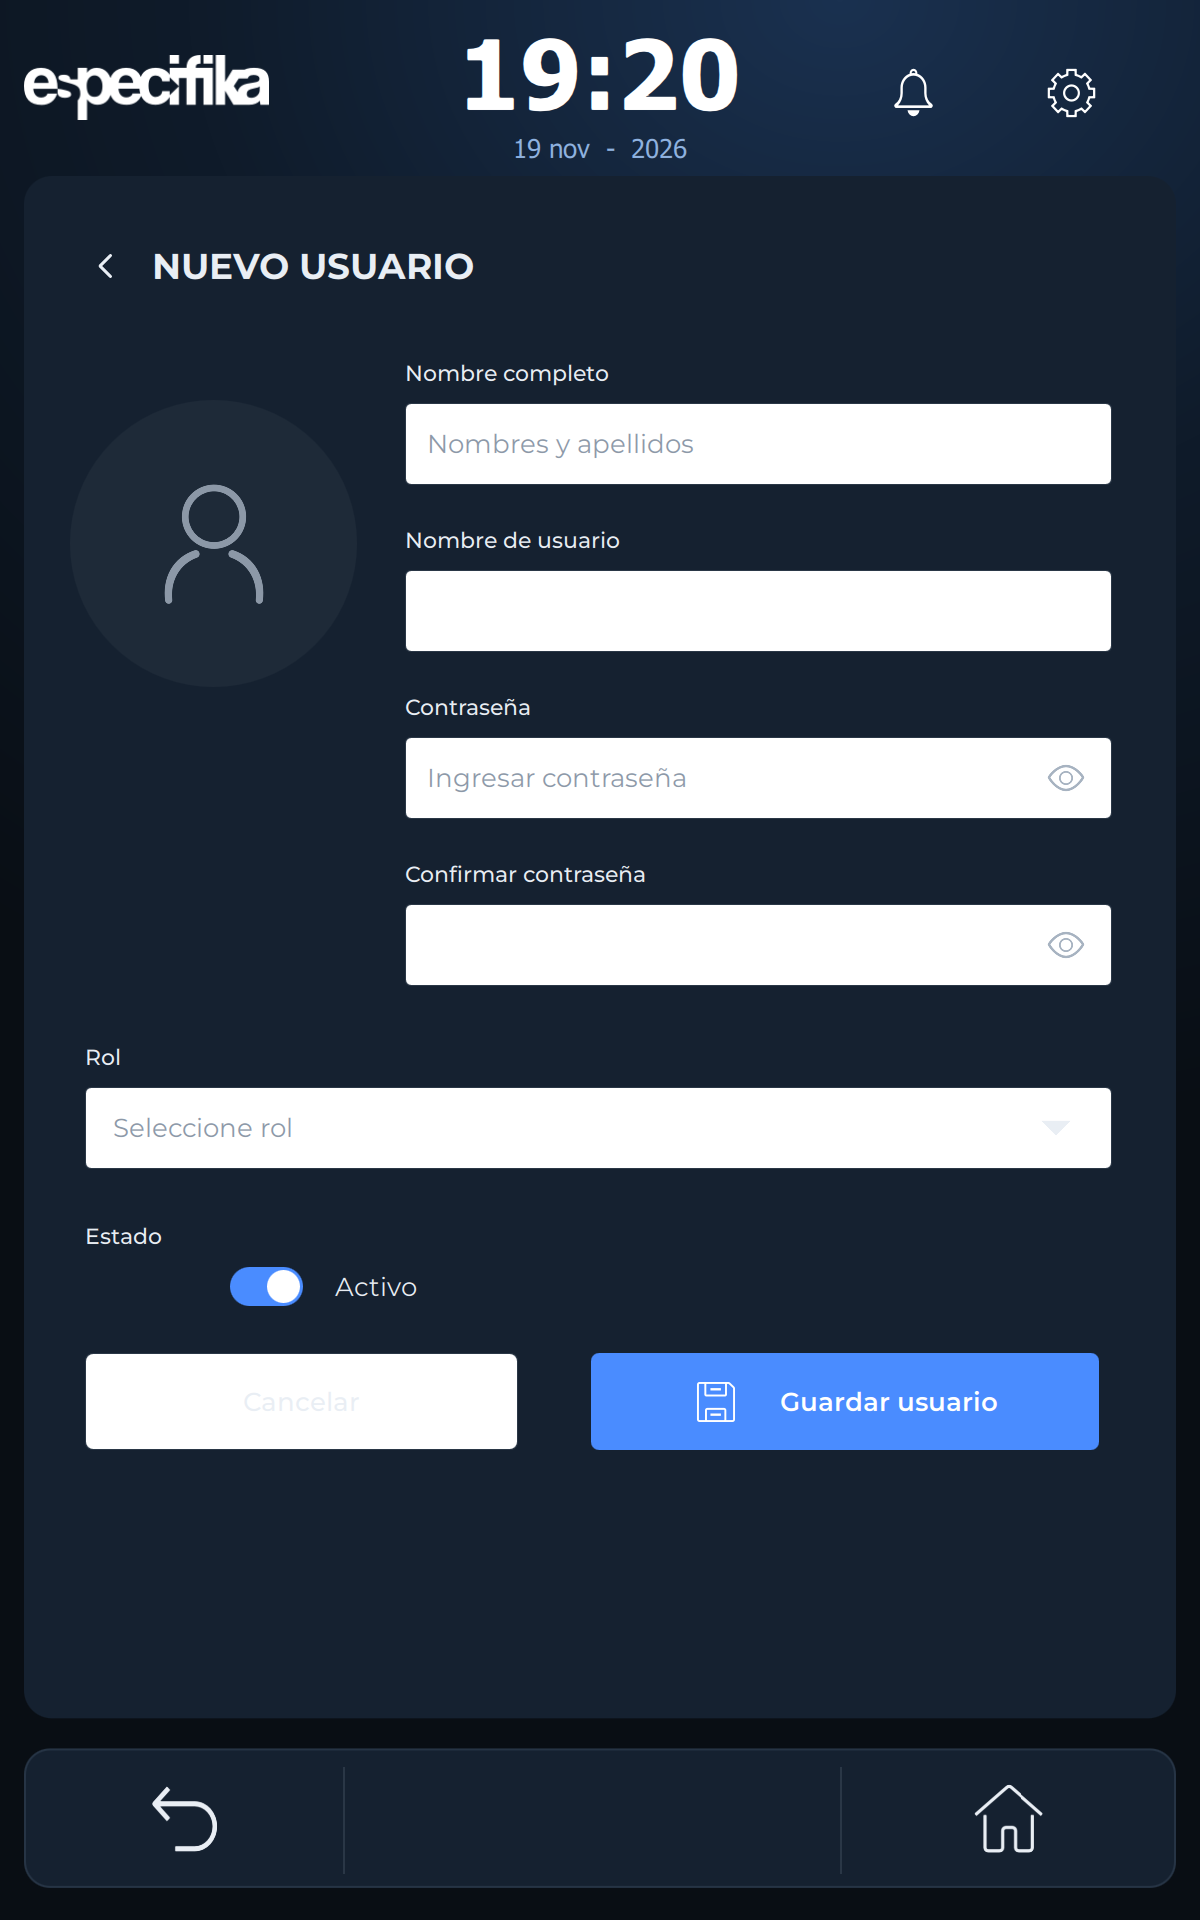 especifika
19:20
19 nov - 2026
NUEVO USUARIO
Nombre completo
Nombres y apellidos
Nombre de usuario
Contraseña
Ingresar contraseña
Confirmar contraseña
Rol
Seleccione rol
Estado
Activo
Cancelar
Guardar usuario